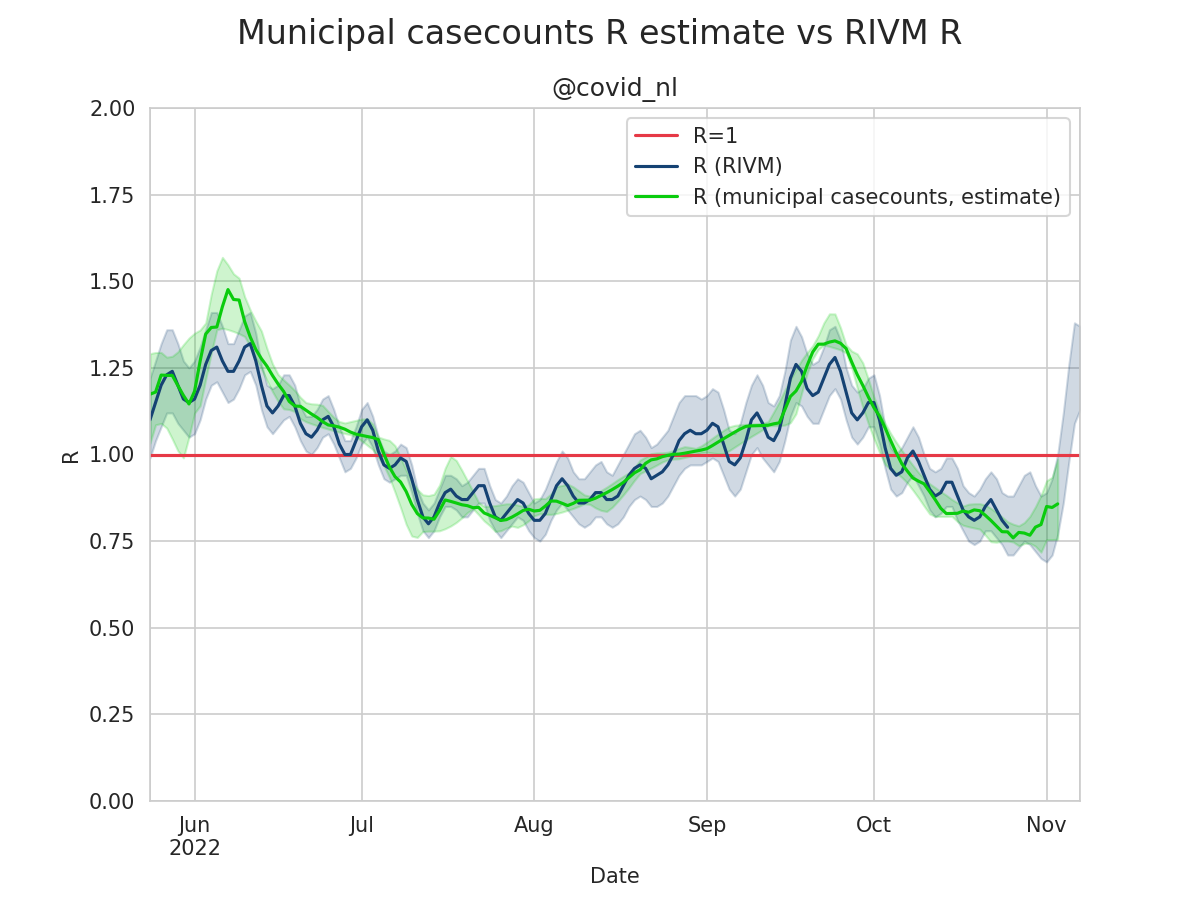 Municipal casecounts R estimate vs RIVM R
@covid_nl
R=1
R (RIVM)
R (municipal casecounts, estimate)
2.00
1.75
1.50
1.25
1.00
0.75
0.50
0.25
0.00
R
Jun
2022
Jul
Aug
Sep
Oct
Nov
Date